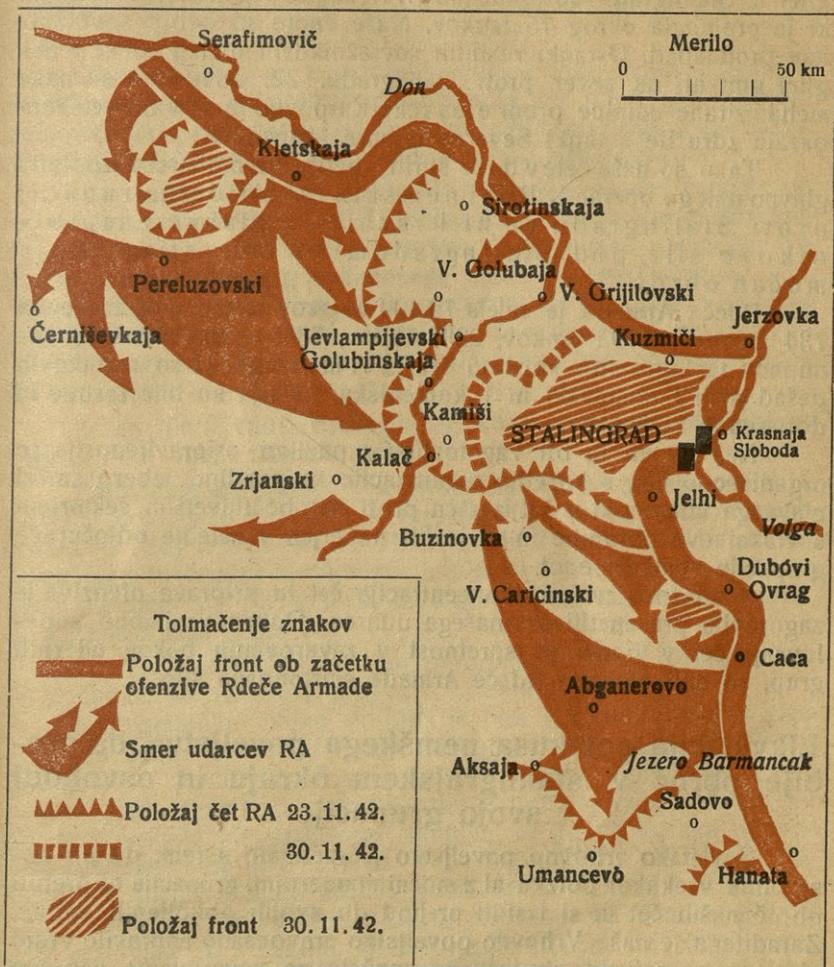 Serafimovič
Merilo
0 50 km
Don
Kletskaja
Sirotinskaja
V. Golubaja
Pereluzovski
V. Grijilovski
Černiševkaja
Jevlampijevski
Golubinskaja
Kuzmiči
Jerzovka
Kamiši
STALINGRAD
Krasnaja
Sloboda
Kalač
Zrjanski
Jelhi
Volga
Buzinovka
V. Caricinski
Dubovi
Ovrag
Caca
Abganerovo
Aksaja
Jezero Barmancak
Sadovo
Umancevo
Hanata
Tolmačenje znakov
Položaj front ob začetku
ofenzive Rdeče Armade
Smer udarcev RA
Položaj čet RA 23.11.42.
30.11.42.
Položaj front 30.11.42.